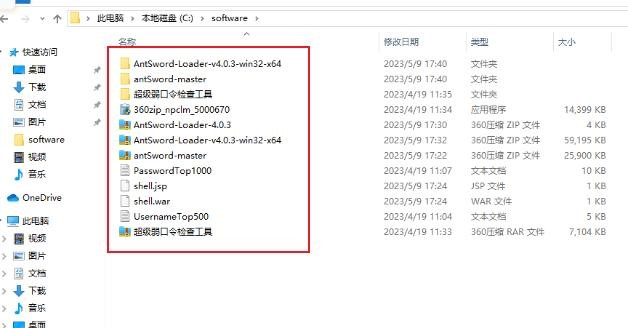 此电脑 > 本地磁盘 (C:) > software >
名称 修改日期 类型 大小
快速访问
桌面
下载
文档
图片
software
视频
音乐
OneDrive
此电脑
视频
图片
文档
下载
音乐
桌面
AntSword-Loader-v4.0.3-win32-x64 2023/5/9 17:40 文件夹
antSword-master 2023/5/9 17:40 文件夹
超级弱口令检查工具 2023/4/19 11:35 文件夹
360zip_npclm_5000670 2023/4/19 11:34 应用程序 14,399 KB
AntSword-Loader-4.0.3 2023/5/9 17:30 360压缩 ZIP 文件 4 KB
AntSword-Loader-v4.0.3-win32-x64 2023/5/9 17:40 360压缩 ZIP 文件 59,195 KB
antSword-master 2023/5/9 17:22 360压缩 ZIP 文件 25,900 KB
PasswordTop1000 2023/4/19 11:07 文本文档 10 KB
shell.jsp 2023/5/9 17:24 JSP 文件 1 KB
shell.war 2023/5/9 17:24 WAR 文件 1 KB
UsernameTop500 2023/4/19 11:04 文本文档 5 KB
超级弱口令检查工具 2023/4/19 11:33 360压缩 RAR 文件 7,104 KB